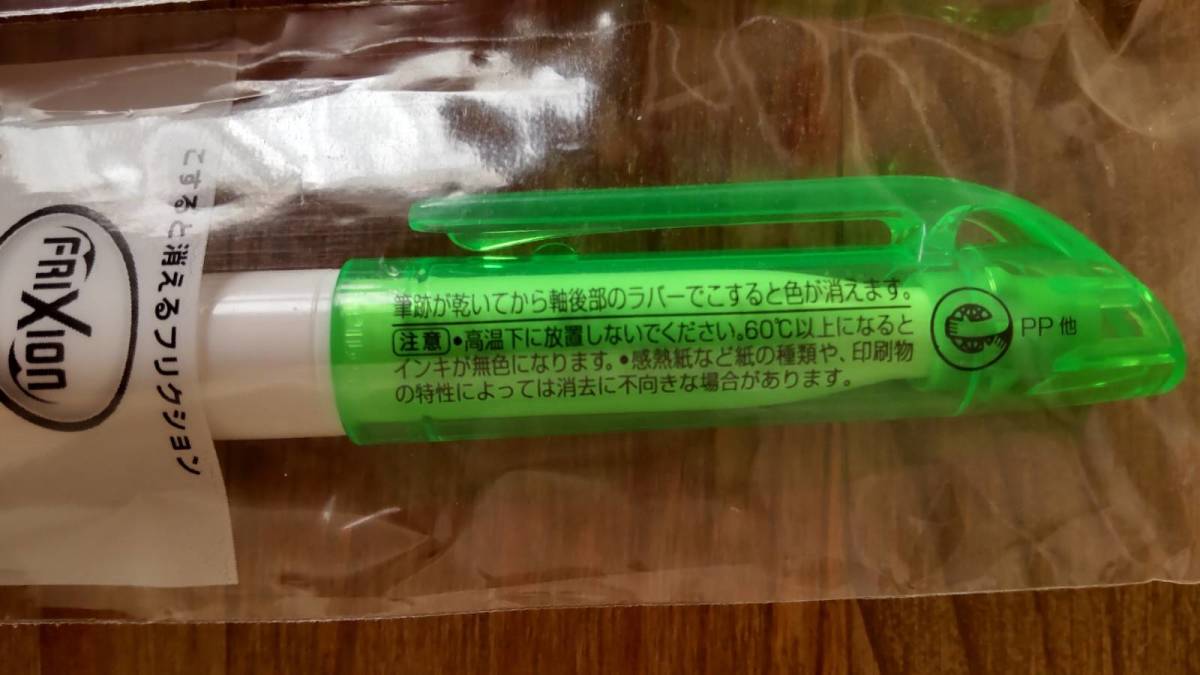 こすると消えるフリクション
FRIXION
筆跡が乾いてから軸後部のラバーでこすると色が消えます。
注意 •高温下に放置しないでください。60℃以上になると
インキが無色になります。•感熱紙など紙の種類や、印刷物
の特性によっては消去に不向きな場合があります。
PP 他